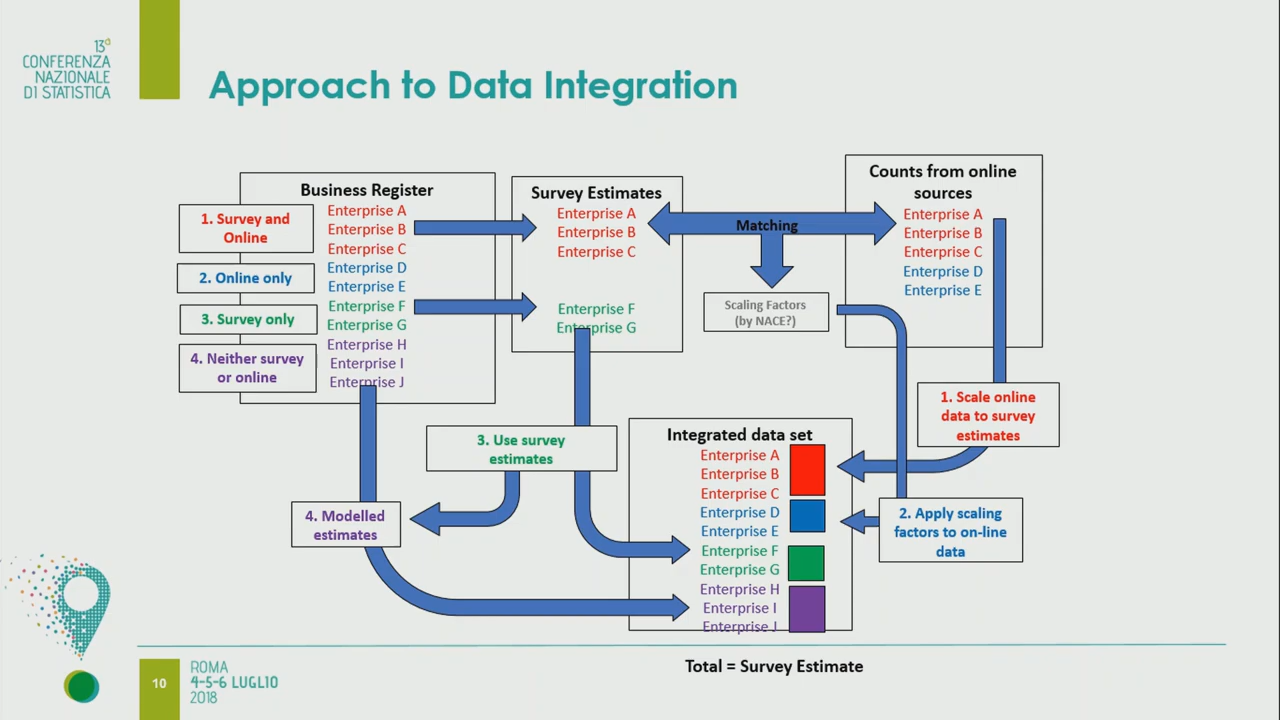 13ª
CONFERENZA
NAZIONALE
DI STATISTICA
Approach to Data Integration
Business Register
Enterprise A
Enterprise B
Enterprise C
Enterprise D
Enterprise E
Enterprise F
Enterprise G
Enterprise H
Enterprise I
Enterprise J
1. Survey and
Online
2. Online only
3. Survey only
4. Neither survey
or online
Survey Estimates
Enterprise A
Enterprise B
Enterprise C
Enterprise F
Enterprise G
Matching
Scaling Factors
(by NACE?)
Counts from online
sources
Enterprise A
Enterprise B
Enterprise C
Enterprise D
Enterprise E
1. Scale online
data to survey
estimates
3. Use survey
estimates
4. Modelled
estimates
Integrated data set
Enterprise A
Enterprise B
Enterprise C
Enterprise D
Enterprise E
Enterprise F
Enterprise G
Enterprise H
Enterprise I
Enterprise J
2. Apply scaling
factors to on-line
data
Total = Survey Estimate
10
ROMA
4-5-6 LUGLIO
2018